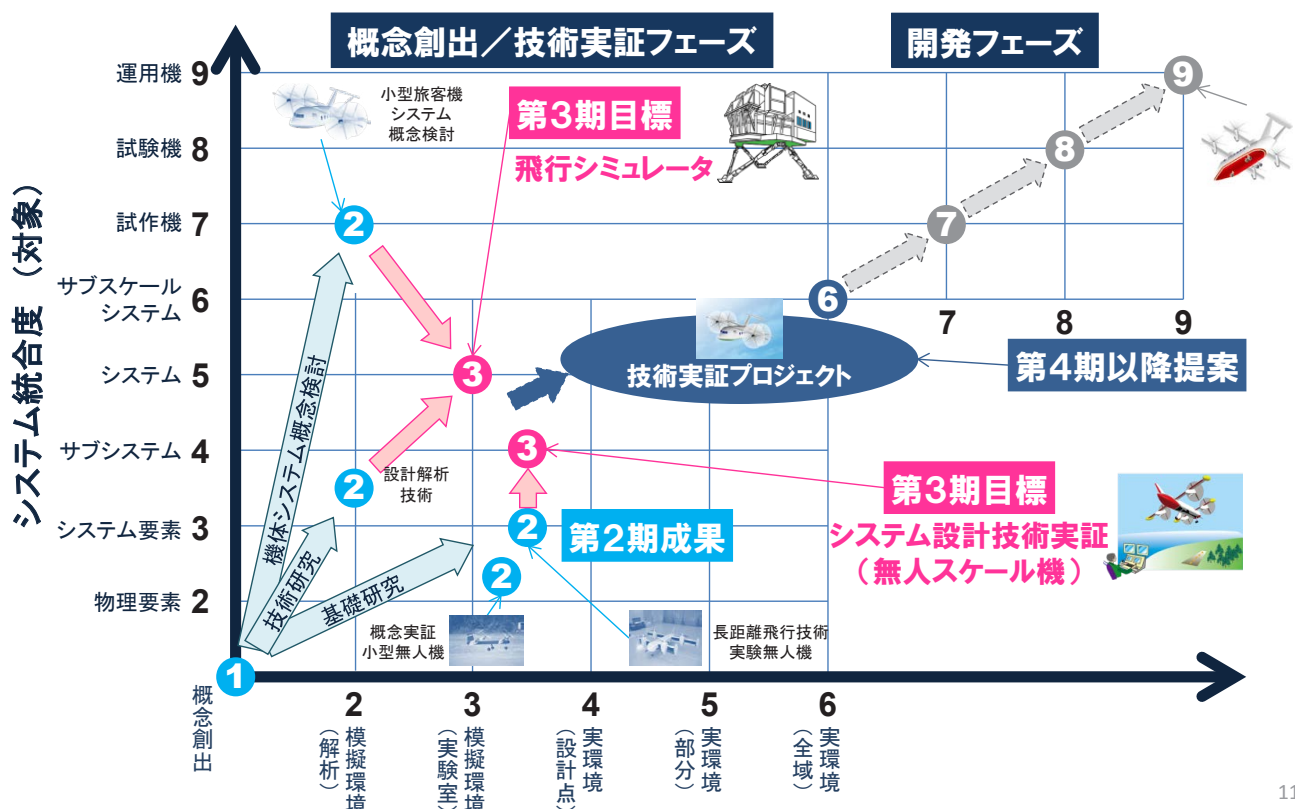 概念創出／技術実証フェーズ
開発フェーズ
システム統合度（対象）
運用機 9
試験機 8
試作機 7
サブスケール
システム 6
システム 5
サブシステム 4
システム要素 3
物理要素 2
小型旅客機
システム
概念検討
第3期目標
飛行シミュレータ
9
8
7
6
2
3
技術実証プロジェクト
7
8
9
第4期以降提案
機体システム概念検討
技術研究
基礎研究
2
設計解析
技術
3
2
第2期成果
2
第3期目標
システム設計技術実証
（無人スケール機）
概念実証
小型無人機
長距離飛行技術
実験無人機
1
概念創出
2
模擬環境
（解析）
3
模擬環境
（実験室）
4
実環境
（設計点）
5
実環境
（部分）
6
実環境
（全域）
11